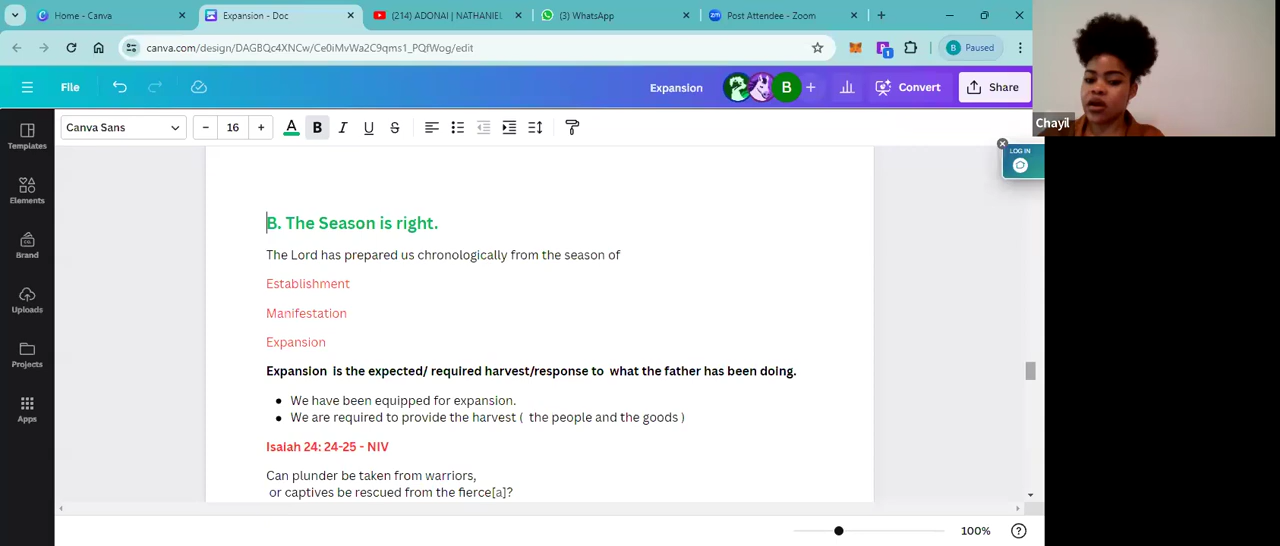 Home - Canva
Expansion - Doc
(214) ADONAI | NATHANIEL
(3) WhatsApp
Post Attendee - Zoom
canva.com/design/DAGBQc4XNCw/Ce0iMvWa2C9qms1_PQfWog/edit
1
B Paused
File
Expansion
B
Convert
Share
Chayil
Canva Sans
16
A
B
I
U
S
LOG IN
Templates
Elements
Brand
Uploads
Projects
Apps
B. The Season is right.
The Lord has prepared us chronologically from the season of
Establishment
Manifestation
Expansion
Expansion is the expected/ required harvest/response to what the father has been doing.
We have been equipped for expansion.
We are required to provide the harvest ( the people and the goods )
Isaiah 24: 24-25 - NIV
Can plunder be taken from warriors,
or captives be rescued from the fierce[a]?
100%